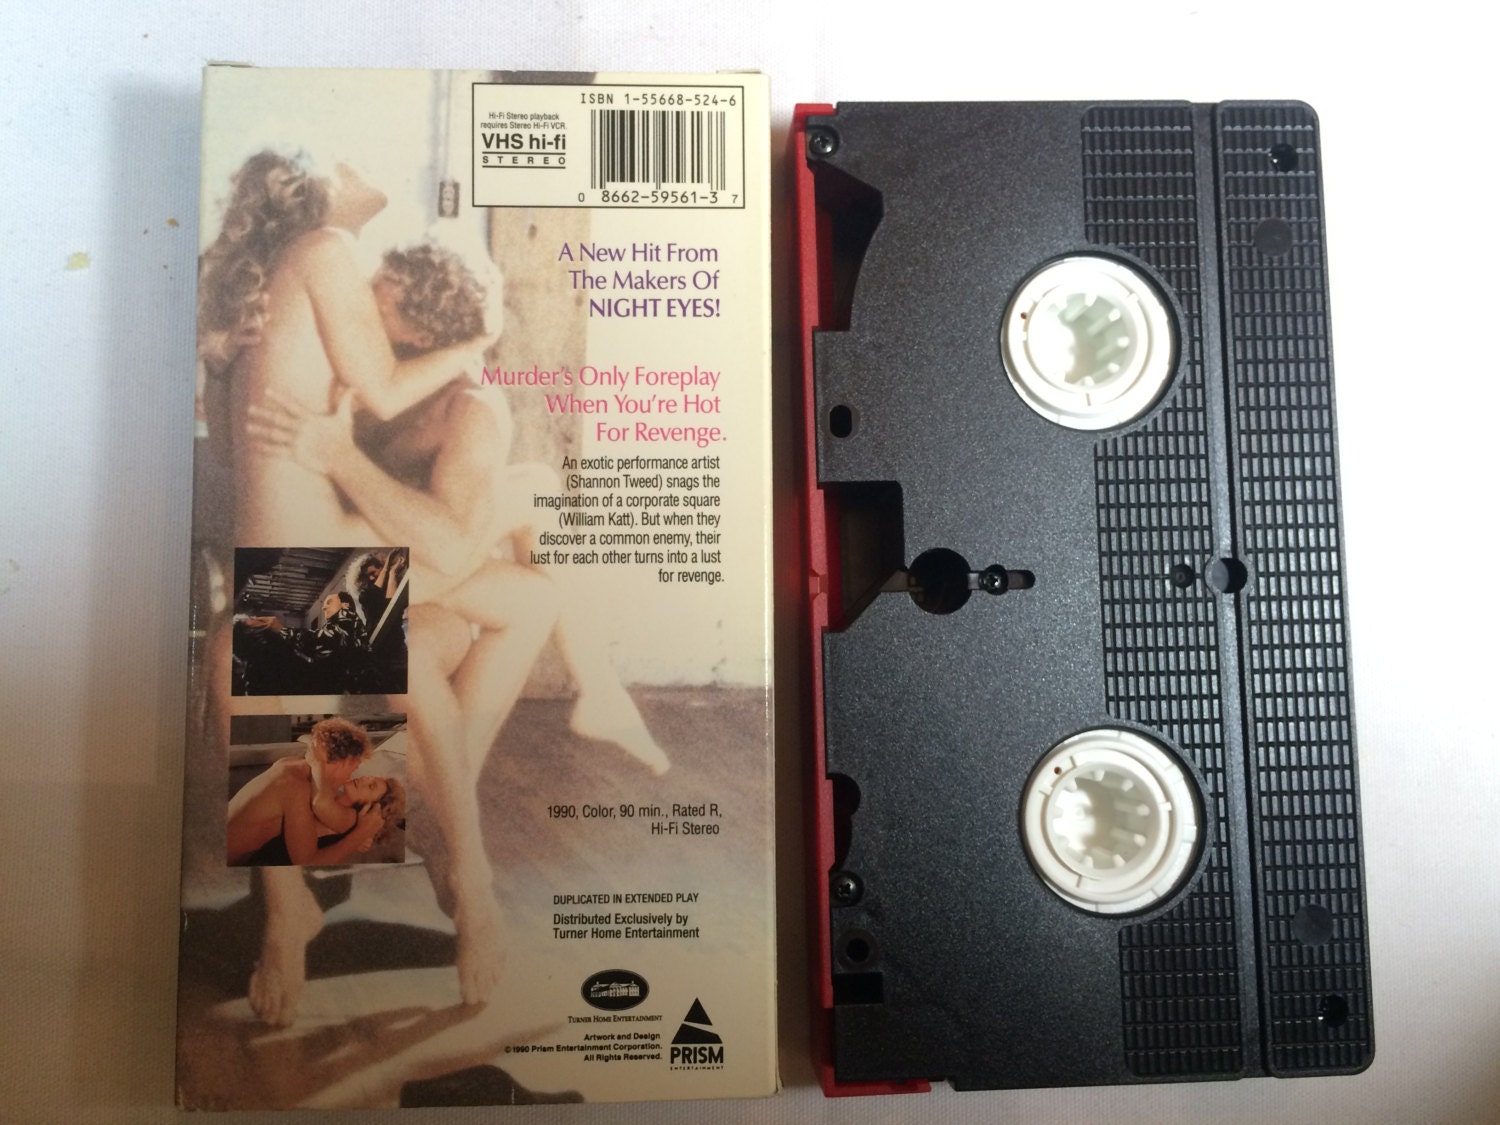 ISBN 1-55668-524-6
Hi-Fi Stereo playback
requires Stereo Hi-Fi VCR.
VHS hi-fi
STEREO
0 8662-59561-3 7
A New Hit From
The Makers Of
NIGHT EYES!
Murder's Only Foreplay
When You're Hot
For Revenge.
An exotic performance artist
(Shannon Tweed) snags the
imagination of a corporate square
(William Katt). But when they
discover a common enemy, their
lust for each other turns into a lust
for revenge.
1990, Color, 90 min., Rated R,
Hi-Fi Stereo
DUPLICATED IN EXTENDED PLAY
Distributed Exclusively by
Turner Home Entertainment
TURNER HOME ENTERTAINMENT
Artwork and Design
©1990 Prism Entertainment Corporation.
All Rights Reserved.
PRISM
ENTERTAINMENT